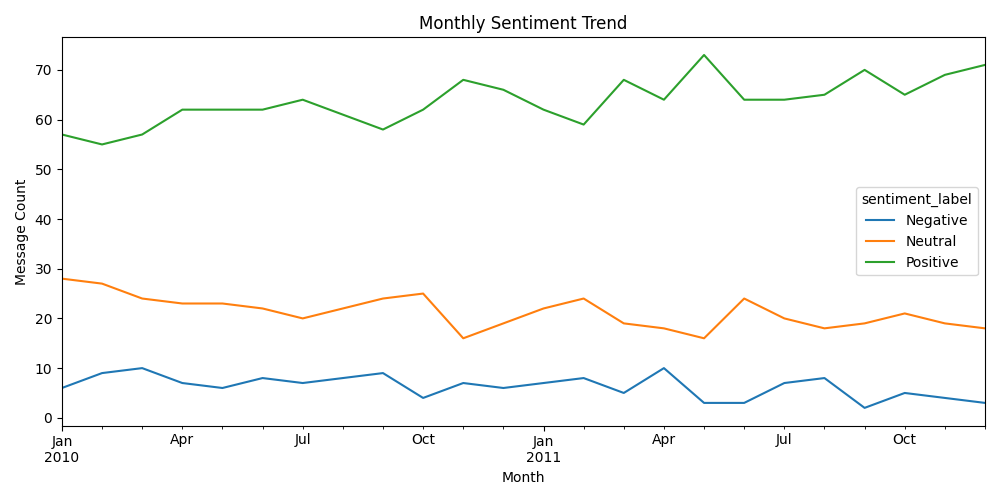 Monthly Sentiment Trend
Message Count
70
60
50
40
30
20
10
0
sentiment_label
Negative
Neutral
Positive
Jan
2010
Apr
Jul
Oct
Jan
2011
Apr
Jul
Oct
Month